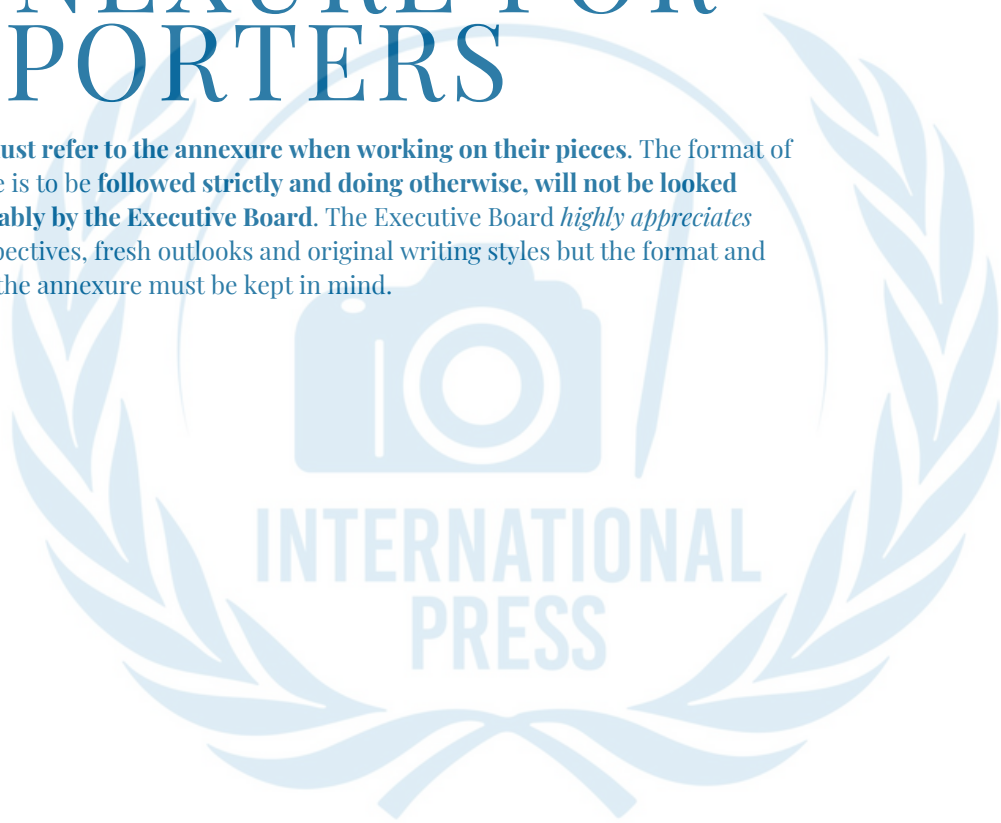 NEXURE FOR
PORTERS
ust refer to the annexure when working on their pieces. The format of
e is to be followed strictly and doing otherwise, will not be looked
ably by the Executive Board. The Executive Board highly appreciates
pectives, fresh outlooks and original writing styles but the format and
the annexure must be kept in mind.
INTERNATIONAL
PRESS